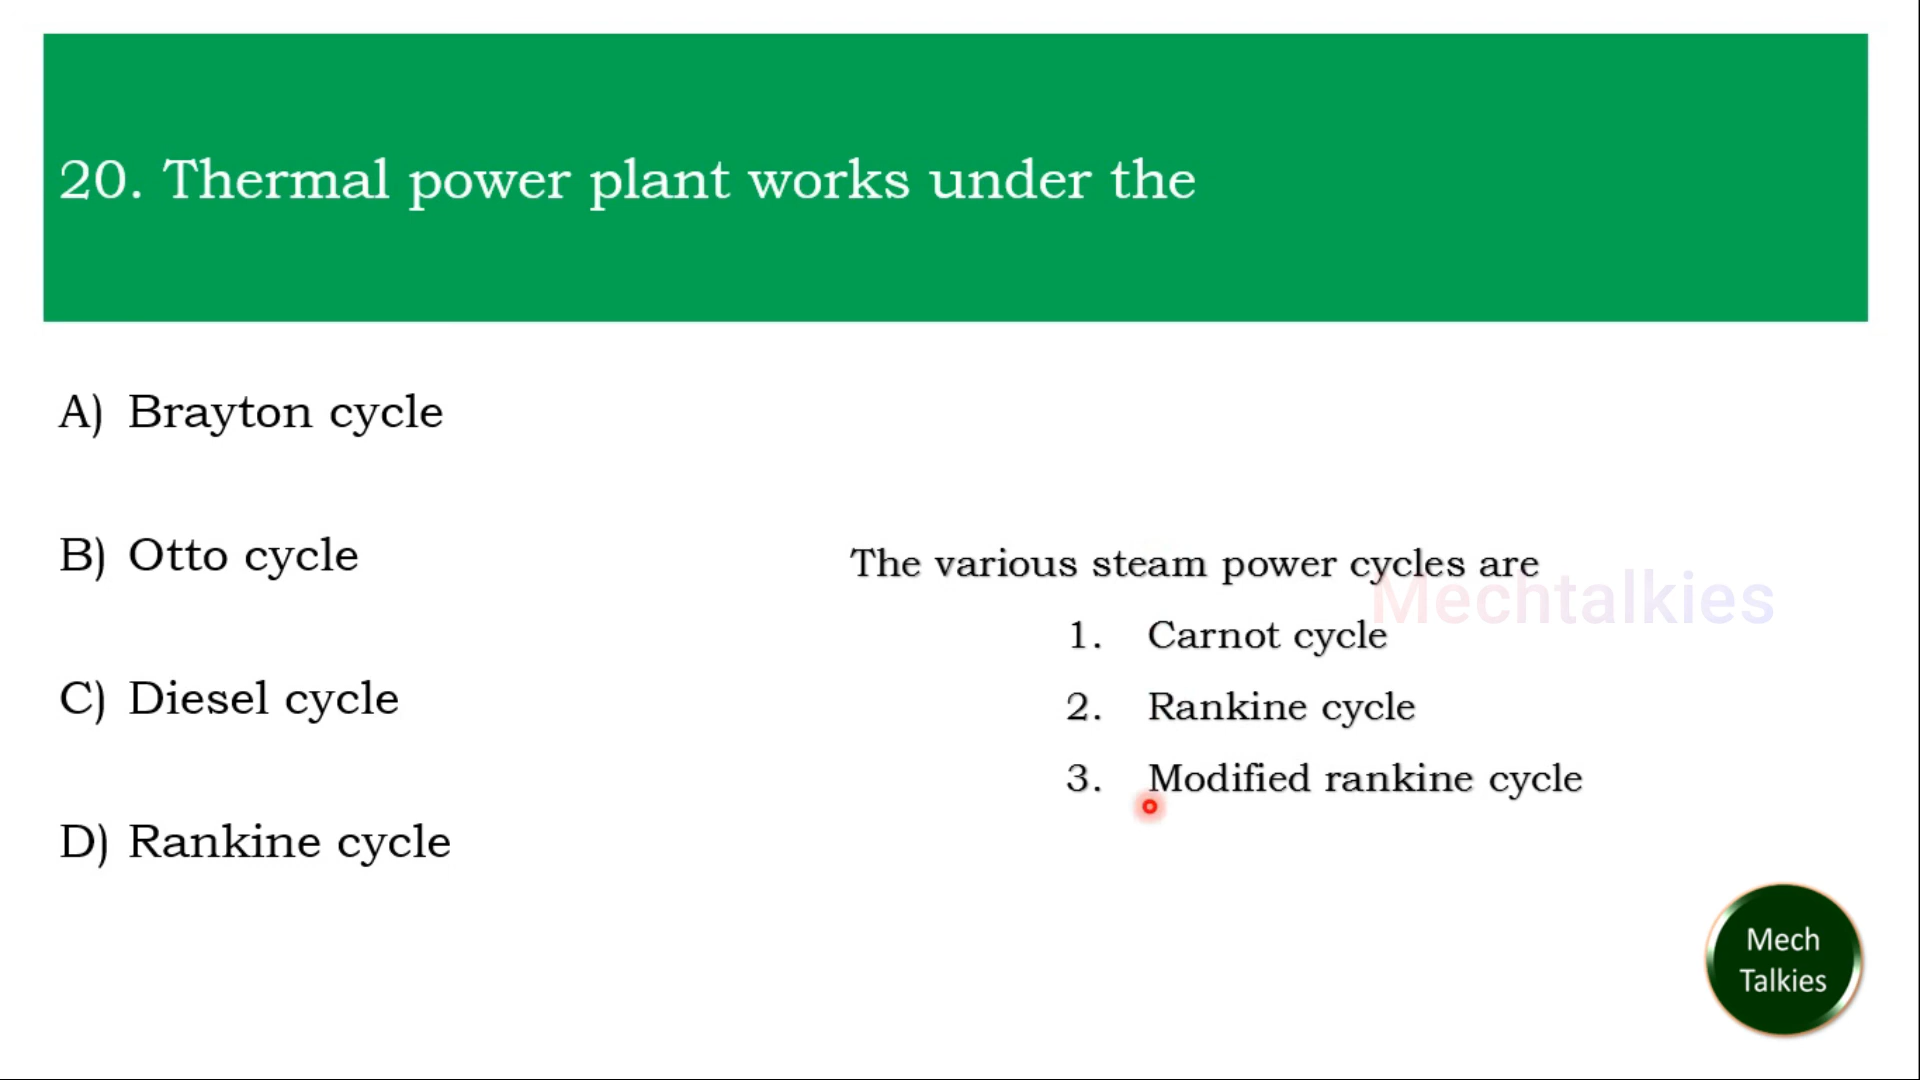 20. Thermal power plant works under the
A) Brayton cycle
B) Otto cycle
C) Diesel cycle
D) Rankine cycle
The various steam power cycles are
1. Carnot cycle
2. Rankine cycle
3. Modified rankine cycle
Mechtalkies
Mech
Talkies